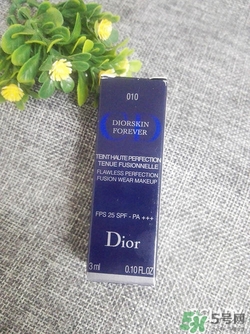 010
DIORSKIN
FOREVER
TEINT HAUTE PERFECTION
TENUE FUSIONNELLE
FLAWLESS PERFECTION
FUSION WEAR MAKEUP
FPS 25 SPF - PA +++
Dior
3 ml 0.10 FL.OZ
5号网